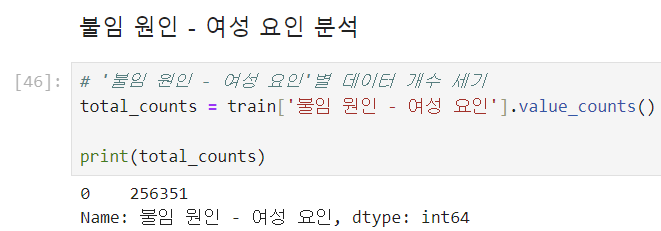 불임 원인 - 여성 요인 분석
[46]:
# '불임 원인 - 여성 요인'별 데이터 개수 세기
total_counts = train['불임 원인 - 여성 요인'].value_counts()
print(total_counts)
0    256351
Name: 불임 원인 - 여성 요인, dtype: int64